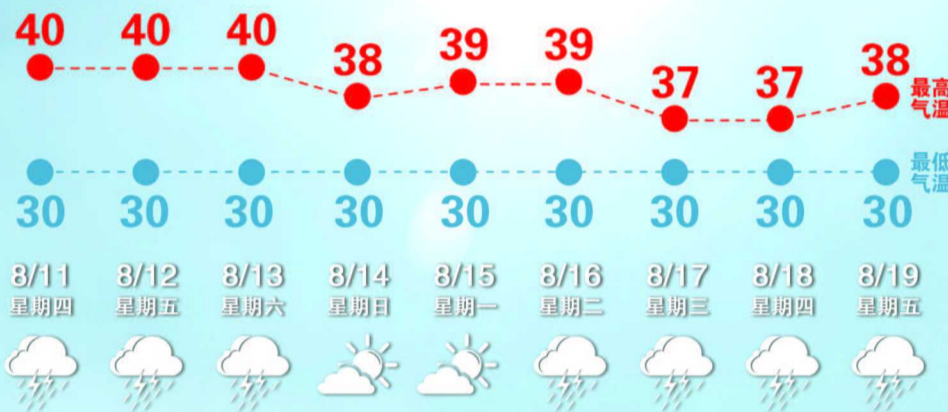 40 40 40 38 39 39 37 37 38
最高
气温
最低
气温
30 30 30 30 30 30 30 30 30
8/11 8/12 8/13 8/14 8/15 8/16 8/17 8/18 8/19
星期四 星期五 星期六 星期日 星期一 星期二 星期三 星期四 星期五